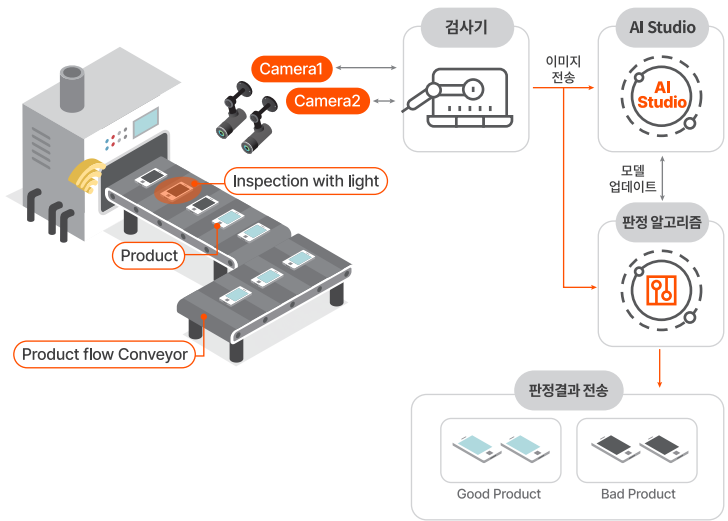 검사기
AI Studio
Camera1
Camera2
이미지
전송
AI
Studio
Inspection with light
모델
업데이트
판정 알고리즘
Product
Product flow Conveyor
판정결과 전송
Good Product
Bad Product